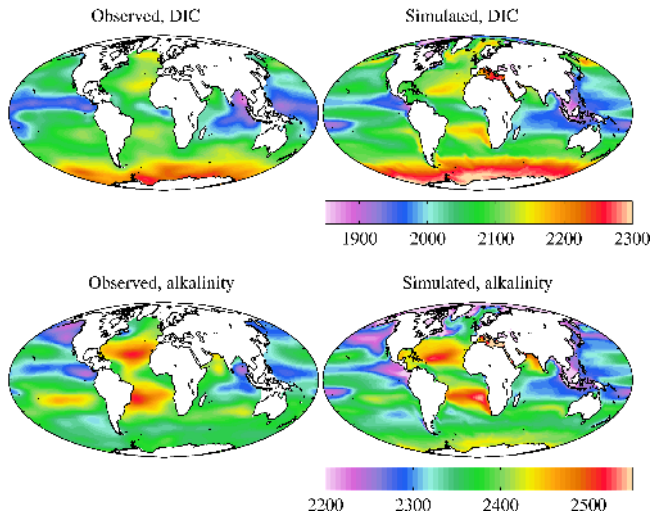 Observed, DIC
Simulated, DIC
1900 2000 2100 2200 2300
Observed, alkalinity
Simulated, alkalinity
2200 2300 2400 2500